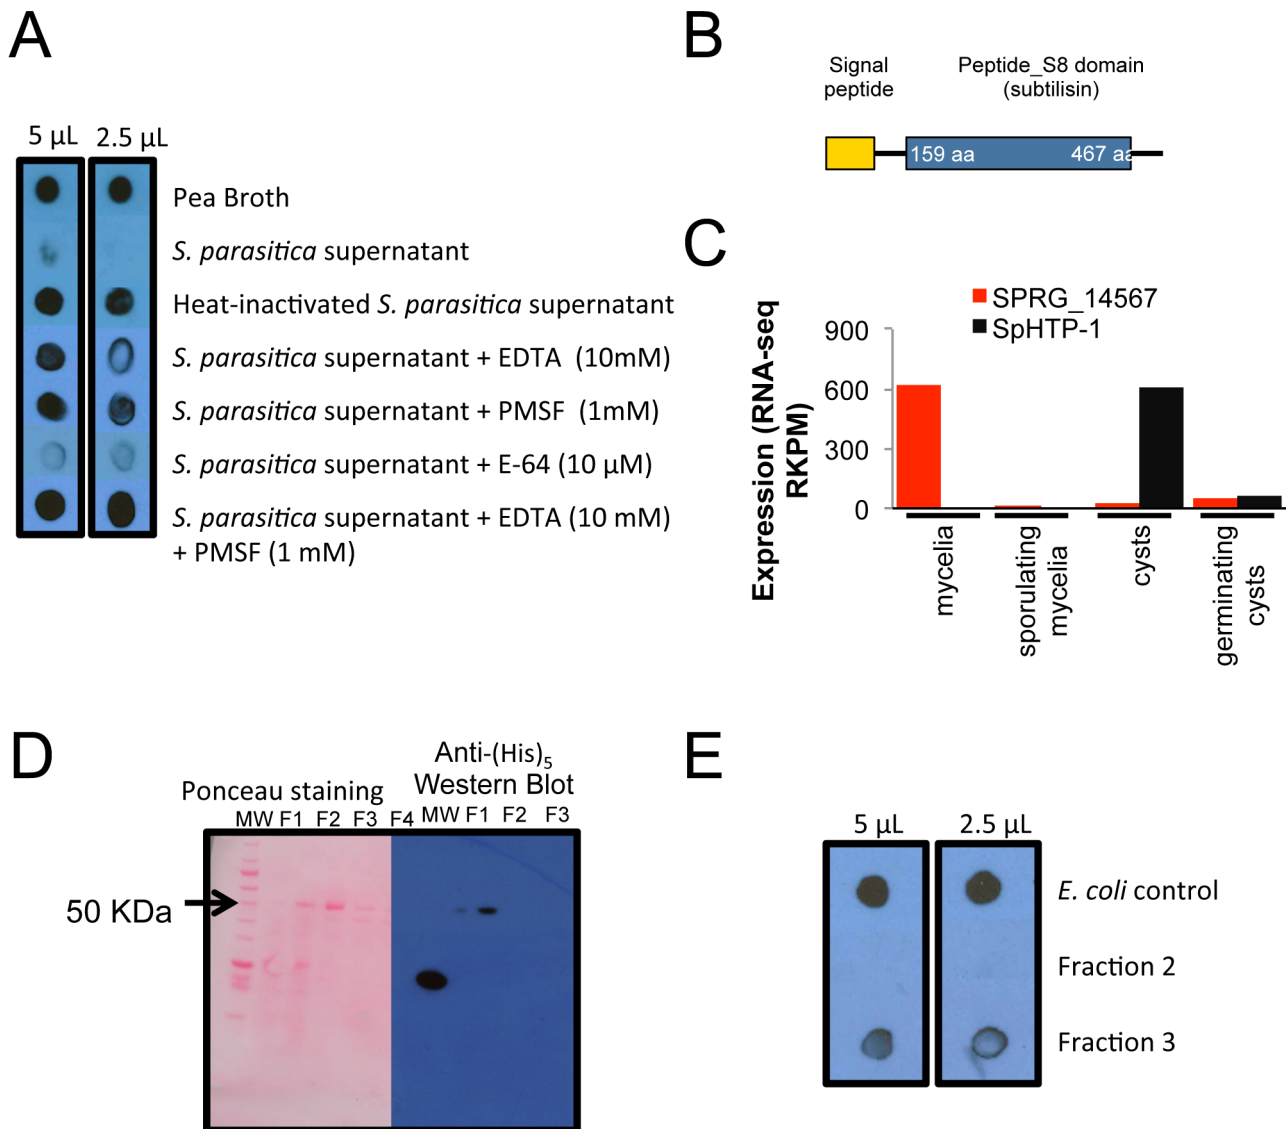 A
5 µL
2.5 µL
Pea Broth
S. parasitica supernatant
Heat-inactivated S. parasitica supernatant
S. parasitica supernatant + EDTA (10mM)
S. parasitica supernatant + PMSF (1mM)
S. parasitica supernatant + E-64 (10 µM)
S. parasitica supernatant + EDTA (10 mM)
+ PMSF (1 mM)
B
Signal
peptide
Peptide_S8 domain
(subtilisin)
159 aa
467 aa
C
SPRG_14567
SpHTP-1
Expression (RNA-seq
RKPM)
900
600
300
0
mycelia
sporulating
mycelia
cysts
germinating
cysts
D
Ponceau staining
Anti-(His)5
Western Blot
MW F1 F2 F3 F4 MW F1 F2 F3
50 KDa
E
5 µL
2.5 µL
E. coli control
Fraction 2
Fraction 3